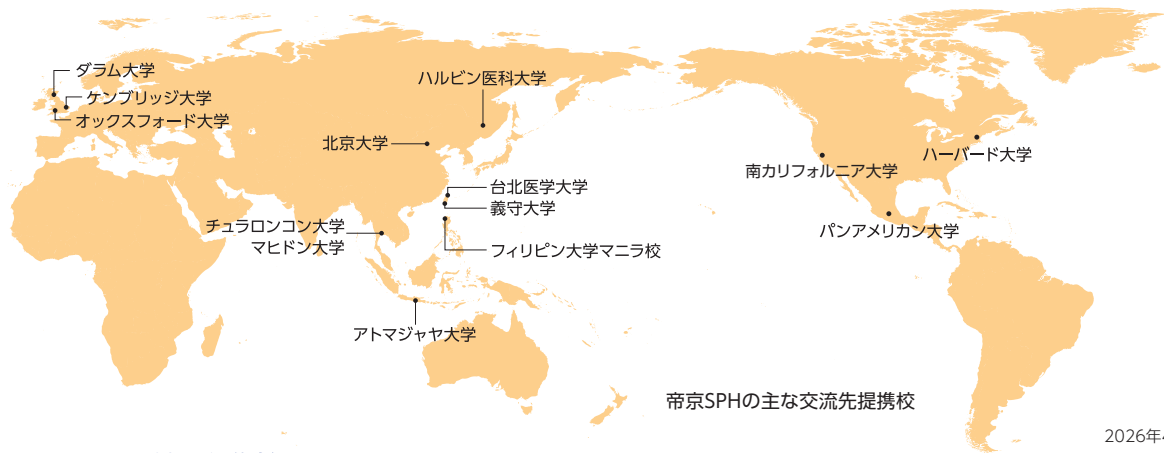 ダラム大学
ケンブリッジ大学
オックスフォード大学
ハルビン医科大学
北京大学
台北医学大学
義守大学
チュラロンコン大学
マヒドン大学
フィリピン大学マニラ校
アトマジャヤ大学
南カリフォルニア大学
ハーバード大学
パンアメリカン大学
帝京SPHの主な交流先提携校
2026年